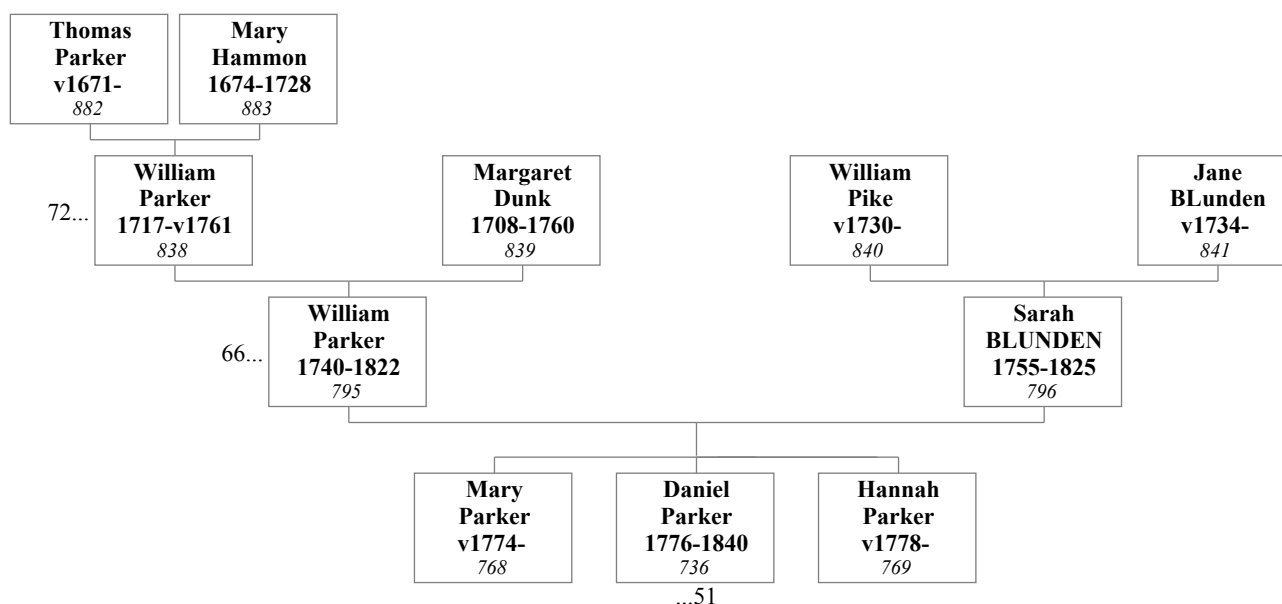 Thomas
Parker
v1671-
882
Mary
Hammon
1674-1728
883
72...
William
Parker
1717-v1761
838
Margaret
Dunk
1708-1760
839
William
Pike
v1730-
840
Jane
BLunden
v1734-
841
66...
William
Parker
1740-1822
795
Sarah
BLUNDEN
1755-1825
796
Mary
Parker
v1774-
768
Daniel
Parker
1776-1840
736
...51
Hannah
Parker
v1778-
769